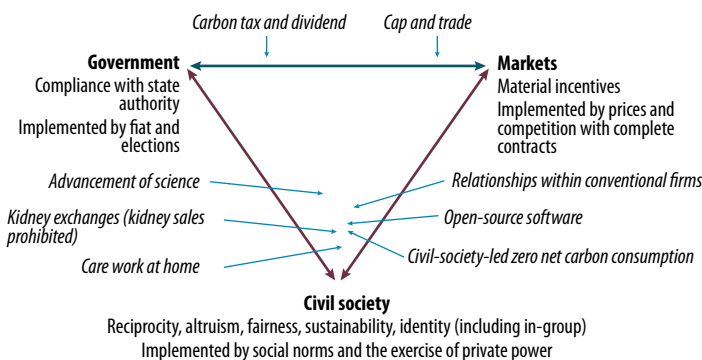 Carbon tax and dividend
Cap and trade
Government
Compliance with state
authority
Implemented by fiat and
elections
Markets
Material incentives
Implemented by prices and
competition with complete
contracts
Advancement of science
Relationships within conventional firms
Kidney exchanges (kidney sales
prohibited)
Open-source software
Care work at home
Civil-society-led zero net carbon consumption
Civil society
Reciprocity, altruism, fairness, sustainability, identity (including in-group)
Implemented by social norms and the exercise of private power